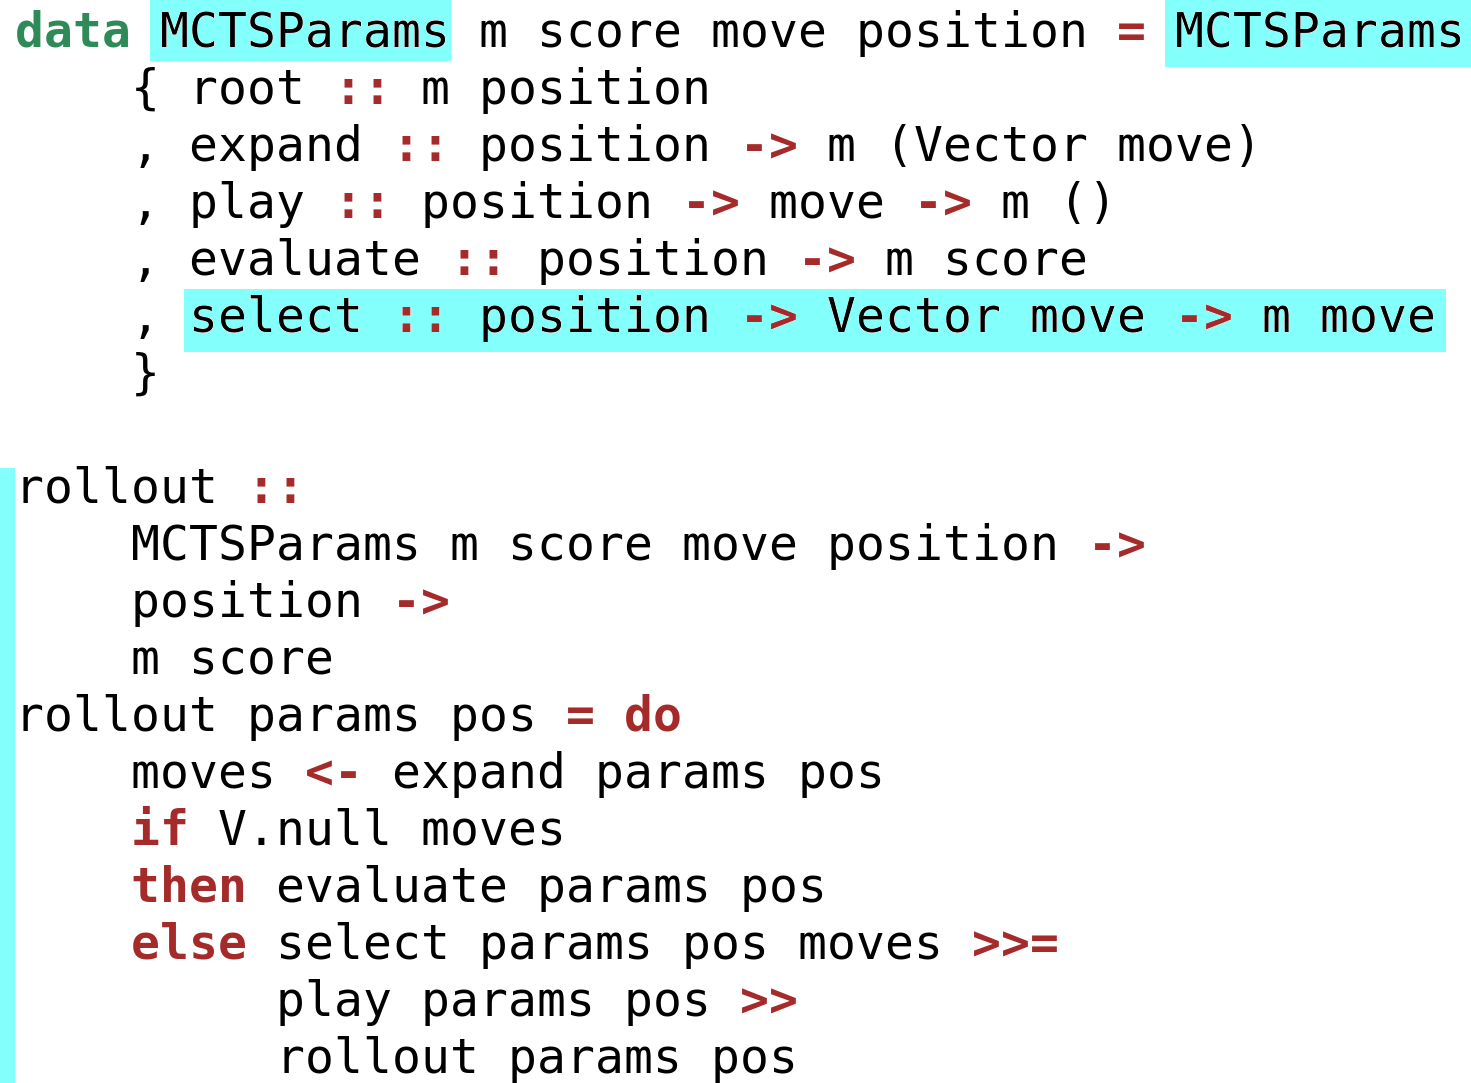 data MCTSParams m score move position = MCTSParams
    { root :: m position
    , expand :: position -> m (Vector move)
    , play :: position -> move -> m ()
    , evaluate :: position -> m score
    , select :: position -> Vector move -> m move
    }

rollout ::
    MCTSParams m score move position ->
    position ->
    m score
rollout params pos = do
    moves <- expand params pos
    if V.null moves
    then evaluate params pos
    else select params pos moves >>=
         play params pos >>
         rollout params pos